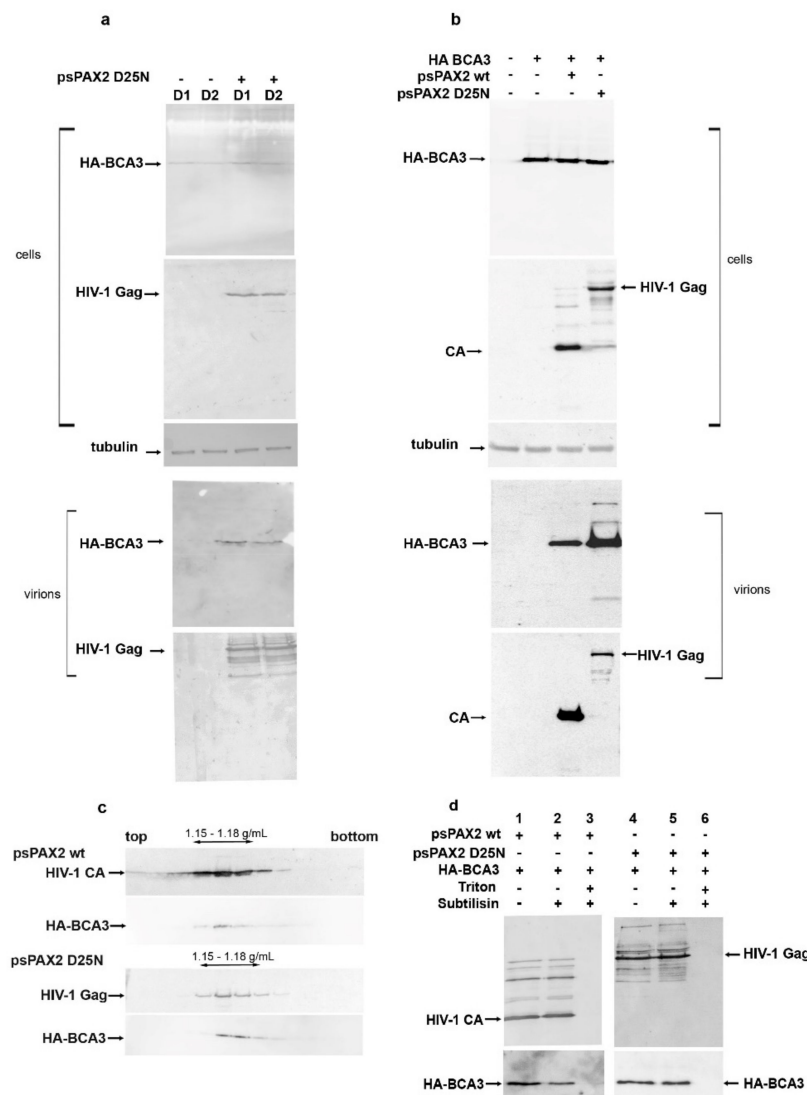 a
psPAX2 D25N - - + +
D1 D2 D1 D2
HA-BCA3
cells
HIV-1 Gag
tubulin
HA-BCA3
virions
HIV-1 Gag
b
HA BCA3 - + + +
psPAX2 wt - - + -
psPAX2 D25N - - - +
HA-BCA3
HIV-1 Gag
cells
CA
tubulin
HA-BCA3
virions
HIV-1 Gag
CA
c
top 1.15 - 1.18 g/mL bottom
psPAX2 wt
HIV-1 CA
HA-BCA3
psPAX2 D25N 1.15 - 1.18 g/mL
HIV-1 Gag
HA-BCA3
d
1 2 3 4 5 6
psPAX2 wt + + + - - -
psPAX2 D25N - - - + + +
HA-BCA3 + + + + + +
Triton - - + - - +
Subtilisin - + + - + +
HIV-1 Gag
HIV-1 CA
HA-BCA3 HA-BCA3